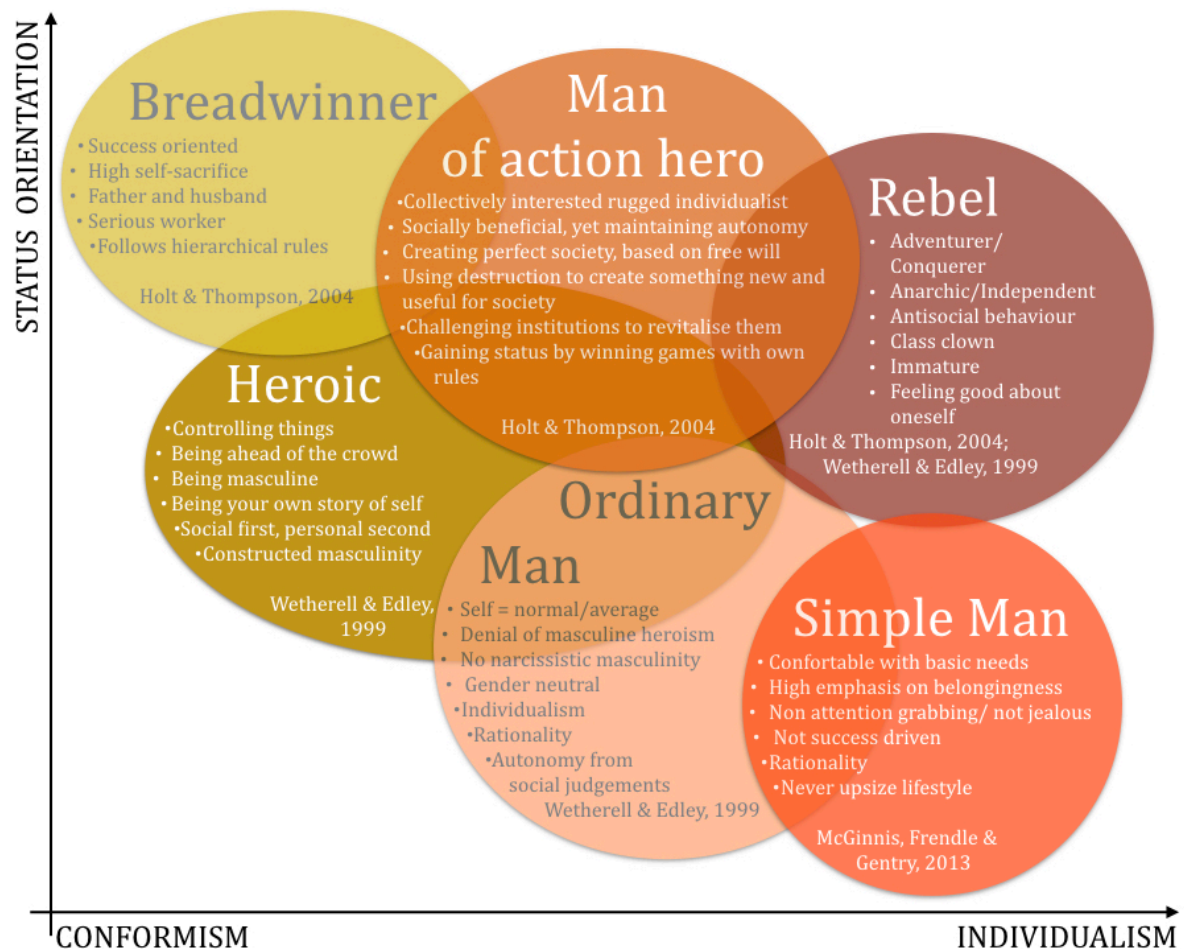 STATUS ORIENTATION
Breadwinner
• Success oriented
• High self-sacrifice
• Father and husband
• Serious worker
•Follows hierarchical rules
Holt & Thompson, 2004
Man
of action hero
•Collectively interested rugged individualist
• Socially beneficial, yet maintaining autonomy
• Creating perfect society, based on free will
• Using destruction to create something new and
useful for society
•Challenging institutions to revitalise them
•Gaining status by winning games with own
rules
Holt & Thompson, 2004
Rebel
• Adventurer/
Conquerer
• Anarchic/Independent
• Antisocial behaviour
• Class clown
• Immature
• Feeling good about
oneself
Holt & Thompson, 2004;
Wetherell & Edley, 1999
Heroic
•Controlling things
• Being ahead of the crowd
• Being masculine
•Being your own story of self
•Social first, personal second
•Constructed masculinity
Wetherell & Edley,
1999
Ordinary
Man
• Self = normal/average
• Denial of masculine heroism
• No narcissistic masculinity
• Gender neutral
•Individualism
•Rationality
•Autonomy from
social judgements
Wetherell & Edley, 1999
Simple Man
• Confortable with basic needs
• High emphasis on belongingness
• Non attention grabbing/ not jealous
• Not success driven
•Rationality
•Never upsize lifestyle
McGinnis, Frendle &
Gentry, 2013
CONFORMISM
INDIVIDUALISM